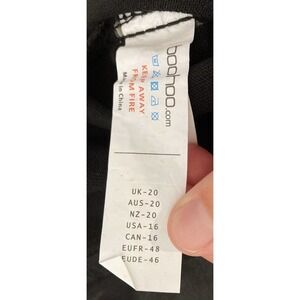 boohoo.com
KEEP AWAY
FROM FIRE
Made in China
UK-20
AUS-20
NZ-20
USA-16
CAN-16
EUFR-48
EUDE-46